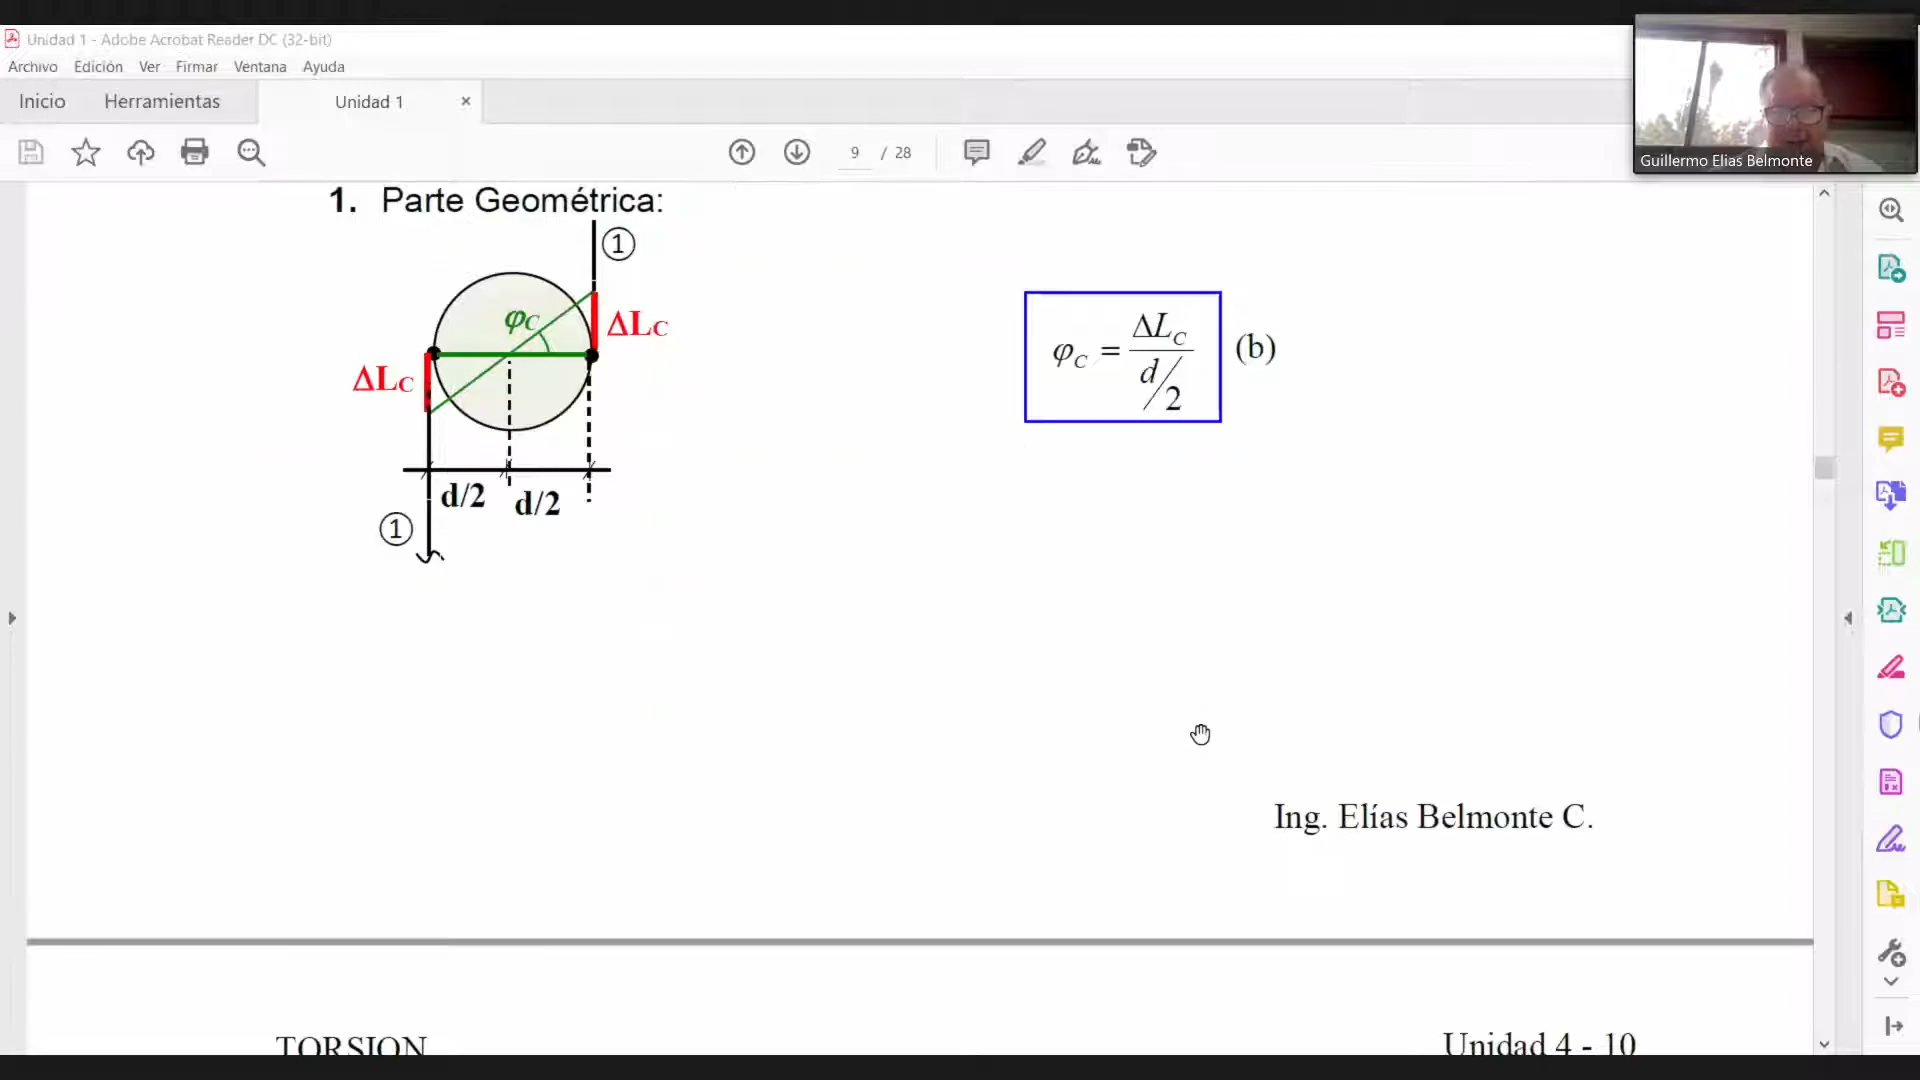 Unidad 1 - Adobe Acrobat Reader DC (32-bit)
Archivo Edición Ver Firmar Ventana Ayuda
Inicio Herramientas Unidad 1 ×
9 / 28
Guillermo Elias Belmonte
1. Parte Geométrica:
①
φC
ΔLC
ΔLC
d/2 d/2
①
φC = ΔLC / d/2 (b)
Ing. Elías Belmonte C.
TORSION Unidad 4 - 10